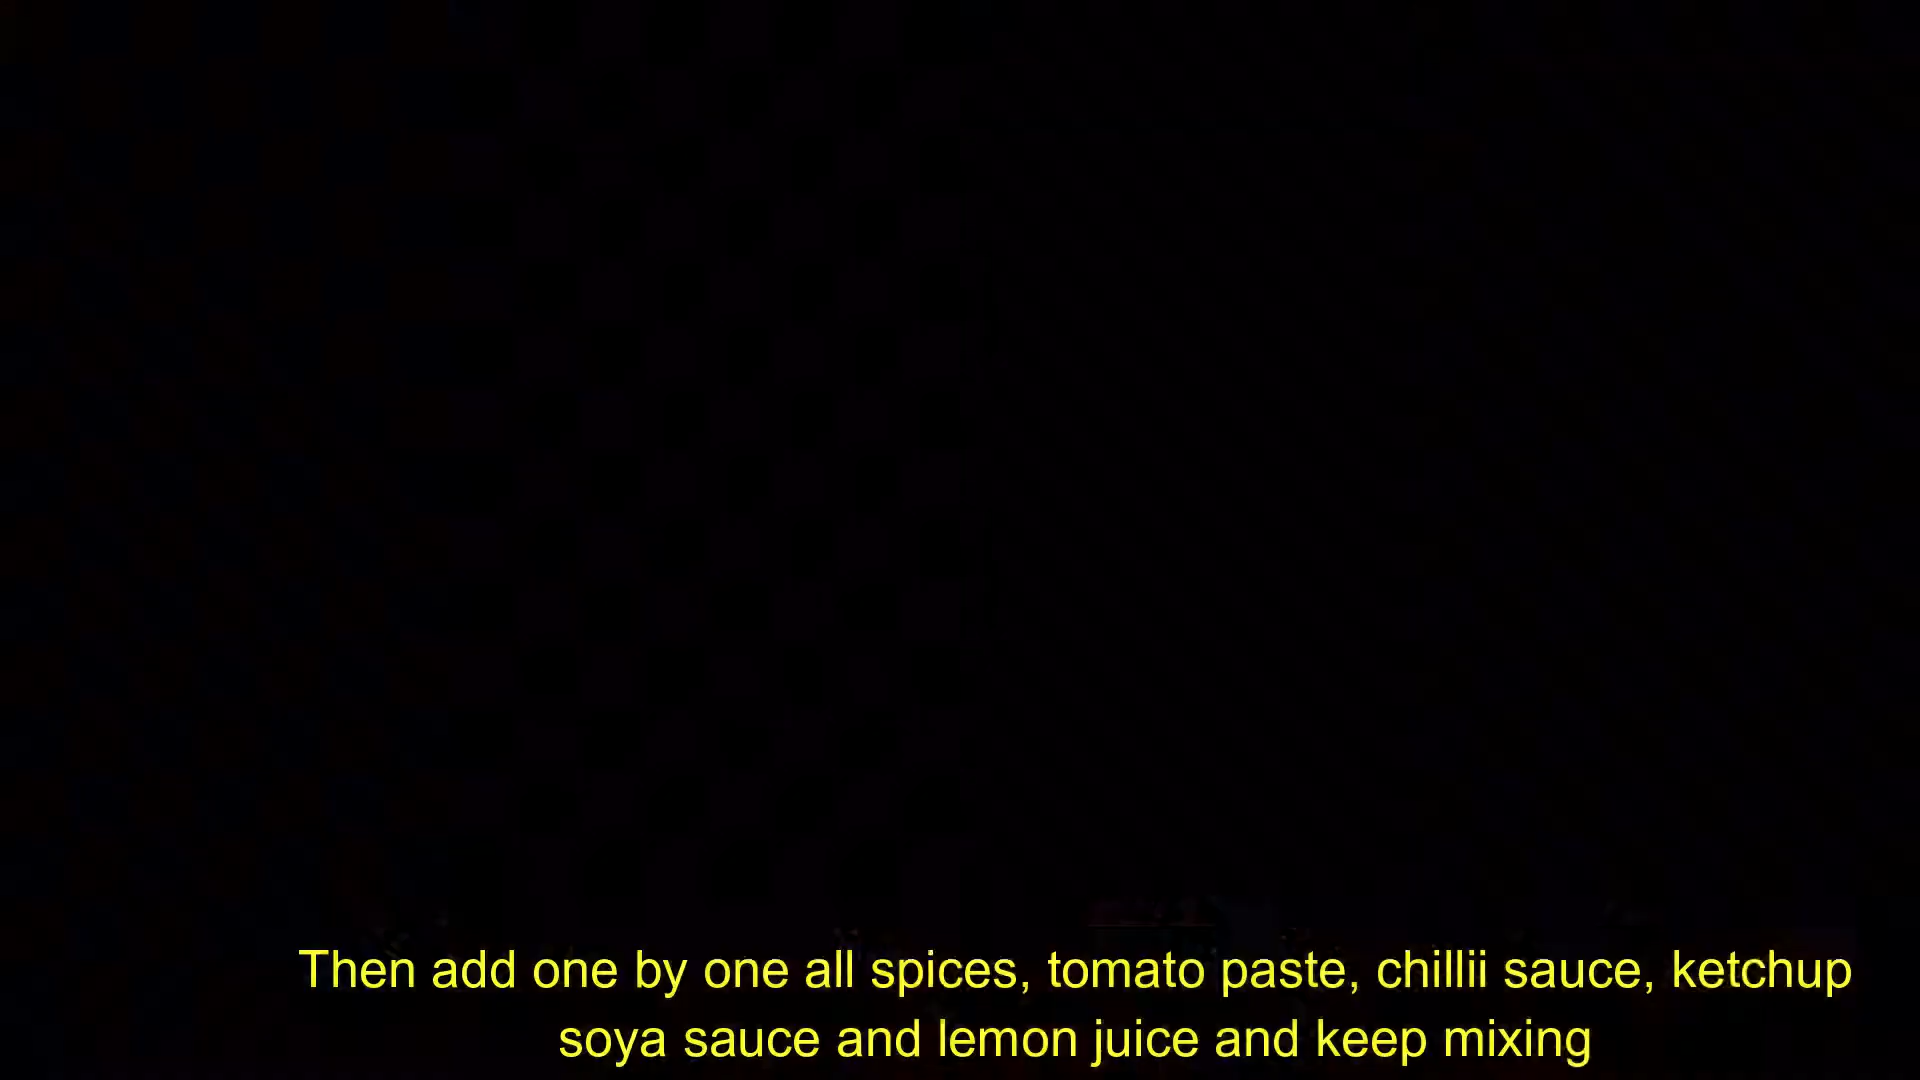 Then add one by one all spices, tomato paste, chillii sauce, ketchup
soya sauce and lemon juice and keep mixing